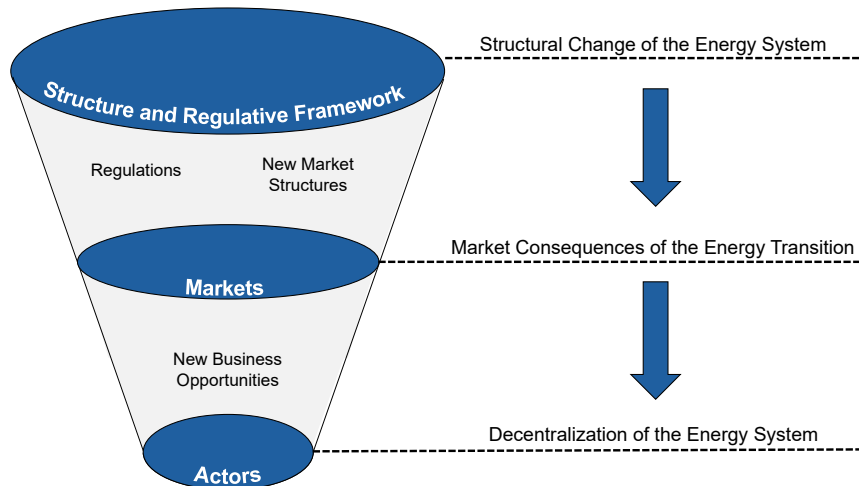 Structural Change of the Energy System
Structure and Regulative Framework
Regulations
New Market
Structures
Market Consequences of the Energy Transition
Markets
New Business
Opportunities
Decentralization of the Energy System
Actors